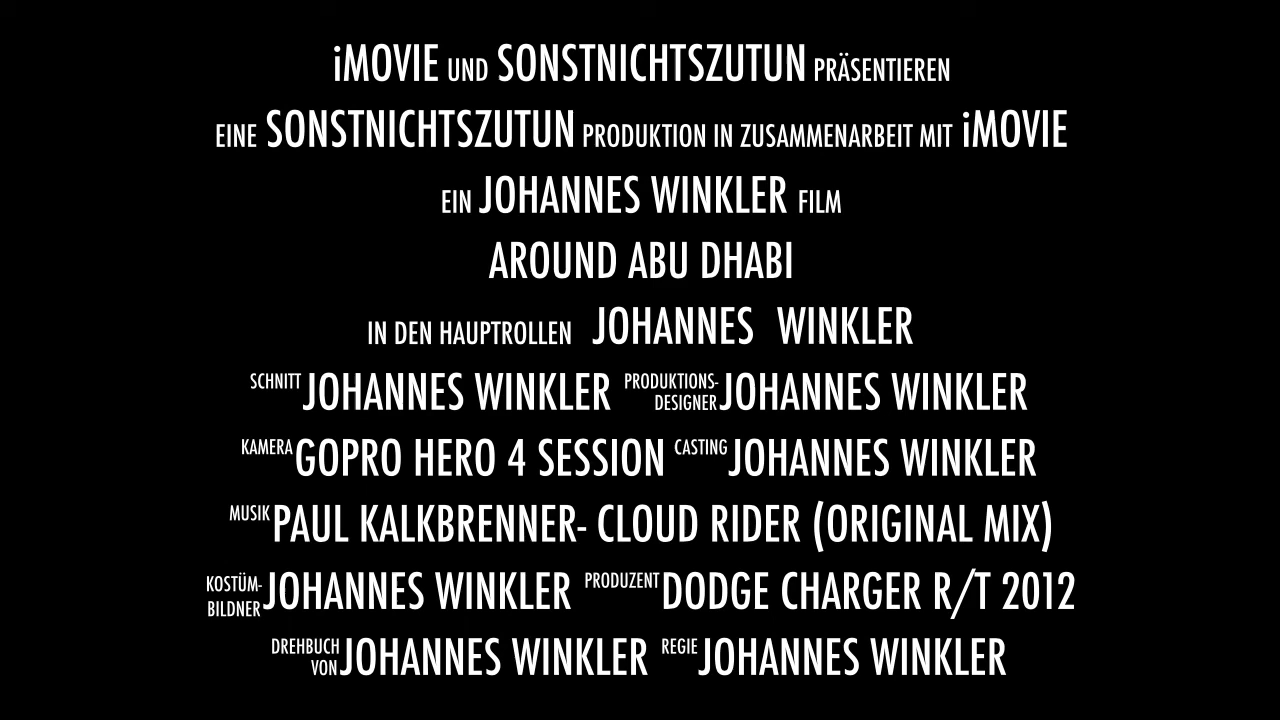 iMOVIE UND SONSTNICHTSZUTUN PRÄSENTIEREN
EINE SONSTNICHTSZUTUN PRODUKTION IN ZUSAMMENARBEIT MIT iMOVIE
EIN JOHANNES WINKLER FILM
AROUND ABU DHABI
IN DEN HAUPTROLLEN JOHANNES WINKLER
SCHNITT JOHANNES WINKLER PRODUKTIONS-DESIGNER JOHANNES WINKLER
KAMERA GOPRO HERO 4 SESSION CASTING JOHANNES WINKLER
MUSIK PAUL KALKBRENNER- CLOUD RIDER (ORIGINAL MIX)
KOSTÜM-BILDNER JOHANNES WINKLER PRODUZENT DODGE CHARGER R/T 2012
DREHBUCH VON JOHANNES WINKLER REGIE JOHANNES WINKLER